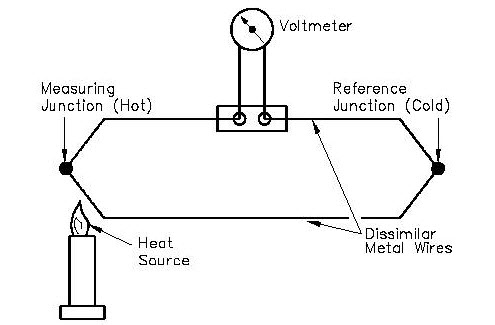 Voltmeter
Measuring
Junction (Hot)
Reference
Junction (Cold)
Heat
Source
Dissimilar
Metal Wires